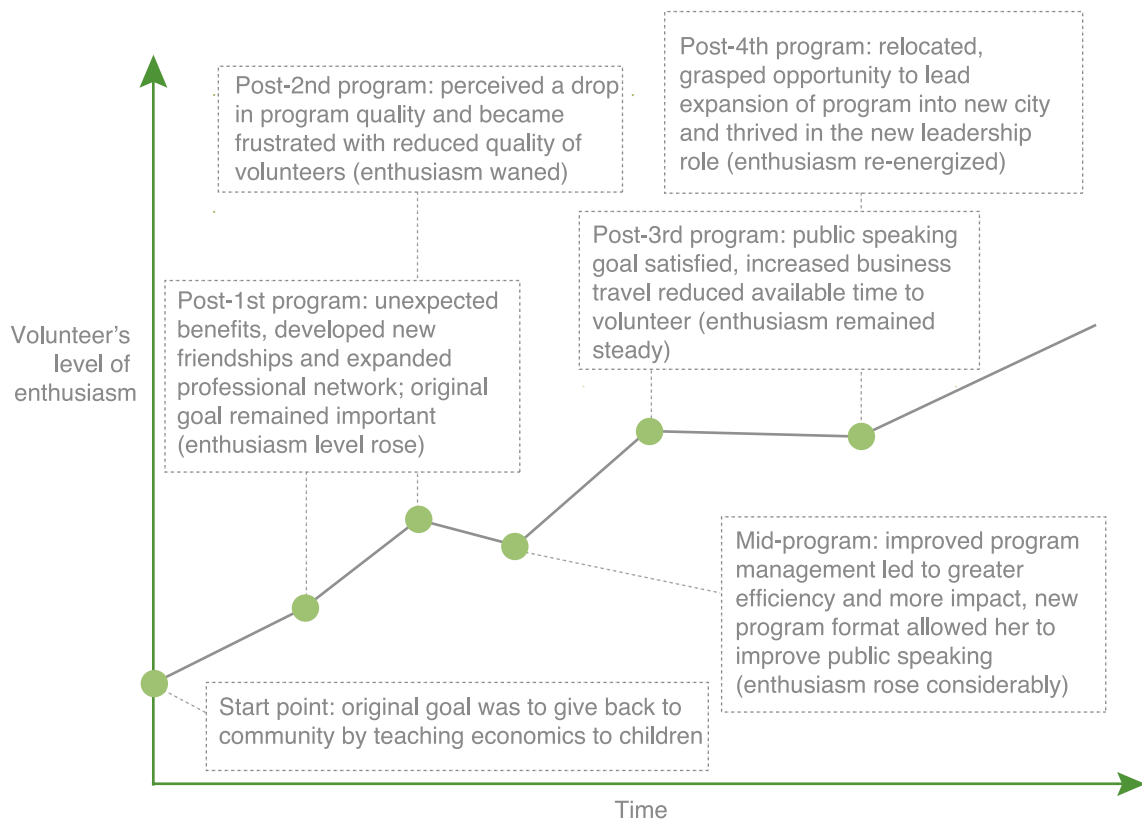 Post-4th program: relocated,
grasped opportunity to lead
expansion of program into new city
and thrived in the new leadership
role (enthusiasm re-energized)
Post-2nd program: perceived a drop
in program quality and became
frustrated with reduced quality of
volunteers (enthusiasm waned)
Post-3rd program: public speaking
goal satisfied, increased business
travel reduced available time to
volunteer (enthusiasm remained
steady)
Post-1st program: unexpected
benefits, developed new
friendships and expanded
professional network; original
goal remained important
(enthusiasm level rose)
Volunteer’s
level of
enthusiasm
Mid-program: improved program
management led to greater
efficiency and more impact, new
program format allowed her to
improve public speaking
(enthusiasm rose considerably)
Start point: original goal was to give back to
community by teaching economics to children
Time